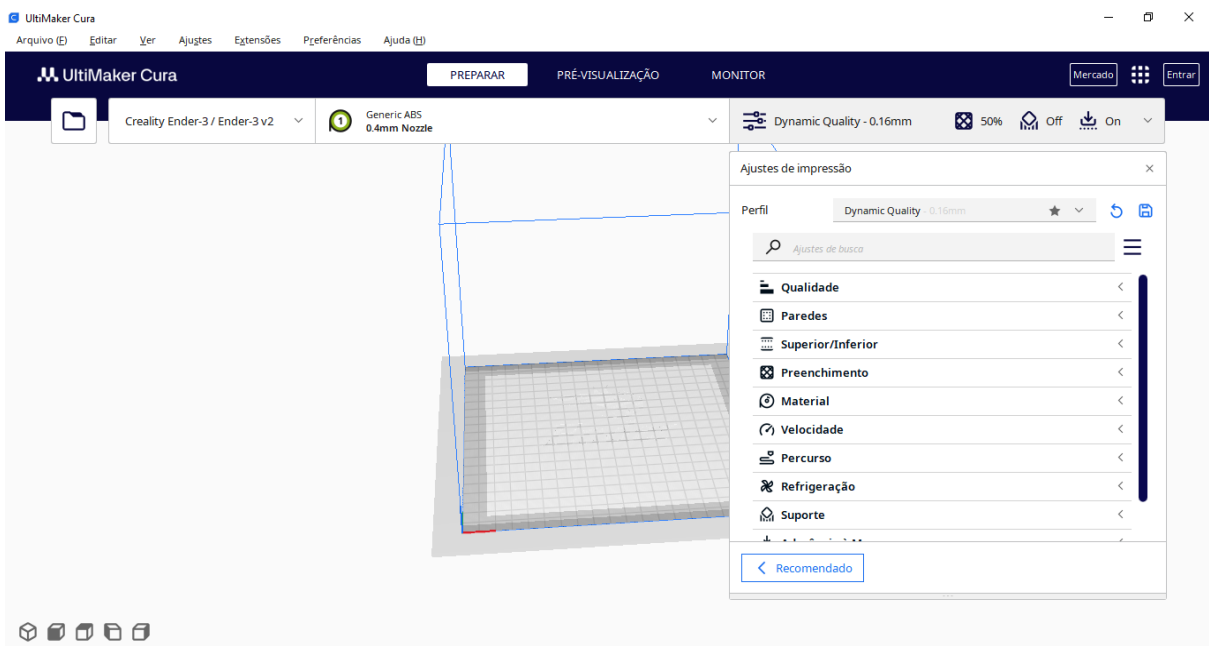 UltiMaker Cura
Arquivo (F) Editar Ver Ajustes Extensões Preferências Ajuda (H)
UltiMaker Cura PREPARAR PRÉ-VISUALIZAÇÃO MONITOR Mercado Entrar
Creality Ender-3 / Ender-3 v2
1
Generic ABS
0.4mm Nozzle
Dynamic Quality - 0.16mm 50% Off On
Ajustes de impressão
Perfil Dynamic Quality - 0.16mm
Ajustes de busca
Qualidade
Paredes
Superior/Inferior
Preenchimento
Material
Velocidade
Percurso
Refrigeração
Suporte
Recomendado